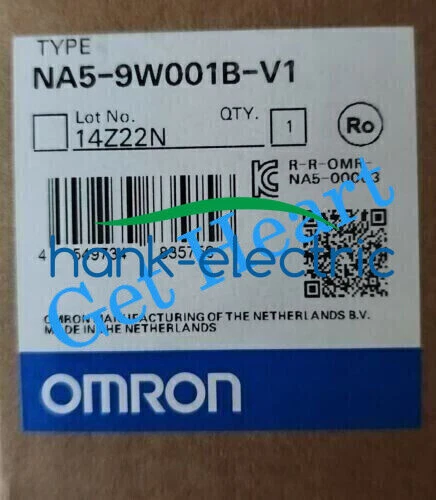 TYPE
NA5-9W001B-V1
Lot No.
QTY.
14Z22N
1
Ro
R-R-OMR-
hank-electric
Get Heart
OMRON MANUFACTURING OF THE NETHERLANDS B.V.
MADE IN THE NETHERLANDS
OMRON